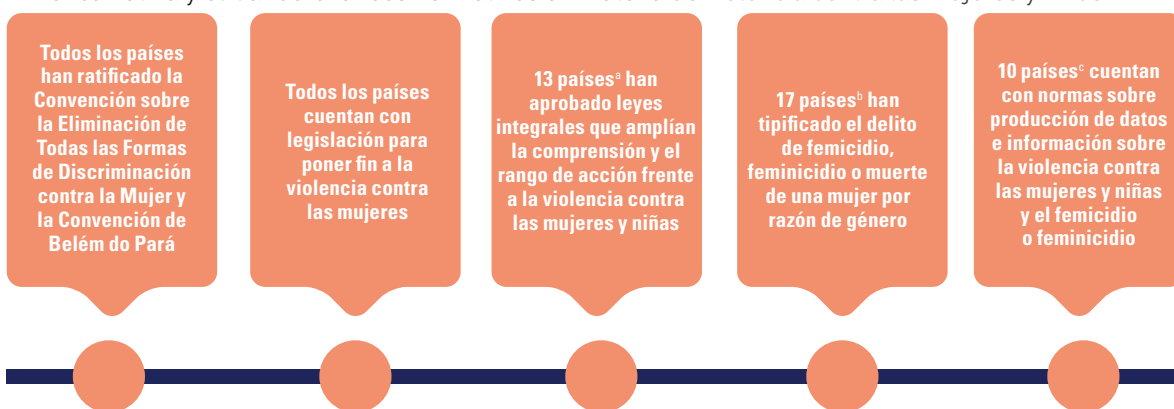 Todos los países
han ratificado la
Convención sobre
la Eliminación de
Todas las Formas
de Discriminación
contra la Mujer y
la Convención de
Belém do Pará
Todos los países
cuentan con
legislación para
poner fin a la
violencia contra
las mujeres
13 paísesᵃ han
aprobado leyes
integrales que amplían
la comprensión y el
rango de acción frente
a la violencia contra
las mujeres y niñas
17 paísesᵇ han
tipificado el delito
de femicidio,
feminicidio o muerte
de una mujer por
razón de género
10 paísesᶜ cuentan
con normas sobre
producción de datos
e información sobre
la violencia contra
las mujeres y niñas
y el femicidio
o feminicidio